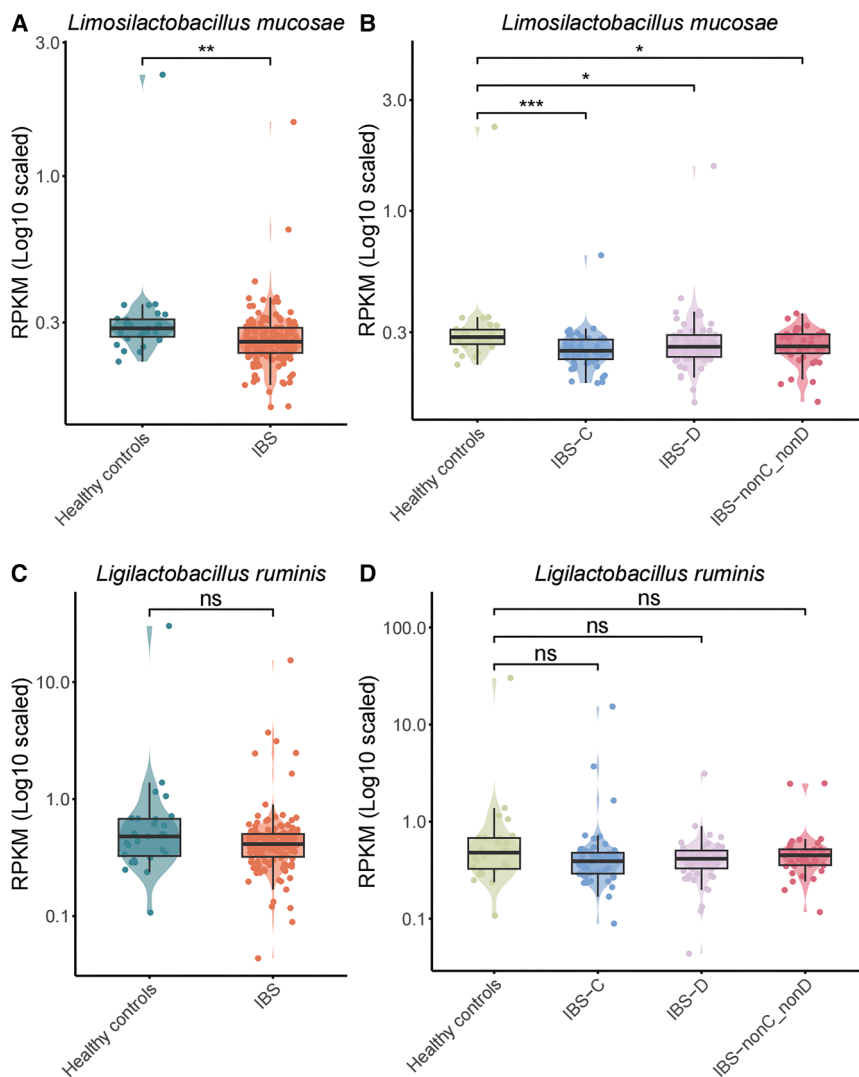 A
Limosilactobacillus mucosae
RPKM (Log10 scaled)
3.0
1.0
0.3
**
Healthy controls
IBS
B
Limosilactobacillus mucosae
RPKM (Log10 scaled)
3.0
1.0
0.3
*
*
***
Healthy controls
IBS-C
IBS-D
IBS-nonC_nonD
C
Ligilactobacillus ruminis
RPKM (Log10 scaled)
10.0
1.0
0.1
ns
Healthy controls
IBS
D
Ligilactobacillus ruminis
RPKM (Log10 scaled)
100.0
10.0
1.0
0.1
ns
ns
ns
Healthy controls
IBS-C
IBS-D
IBS-nonC_nonD